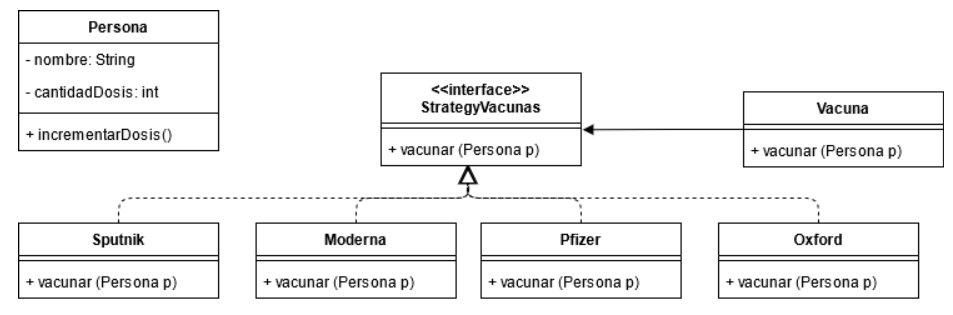 Persona
- nombre: String
- cantidadDosis: int
+ incrementarDosis()
<<interface>>
StrategyVacunas
+ vacunar (Persona p)
Vacuna
+ vacunar (Persona p)
Sputnik
+ vacunar (Persona p)
Moderna
+ vacunar (Persona p)
Pfizer
+ vacunar (Persona p)
Oxford
+ vacunar (Persona p)